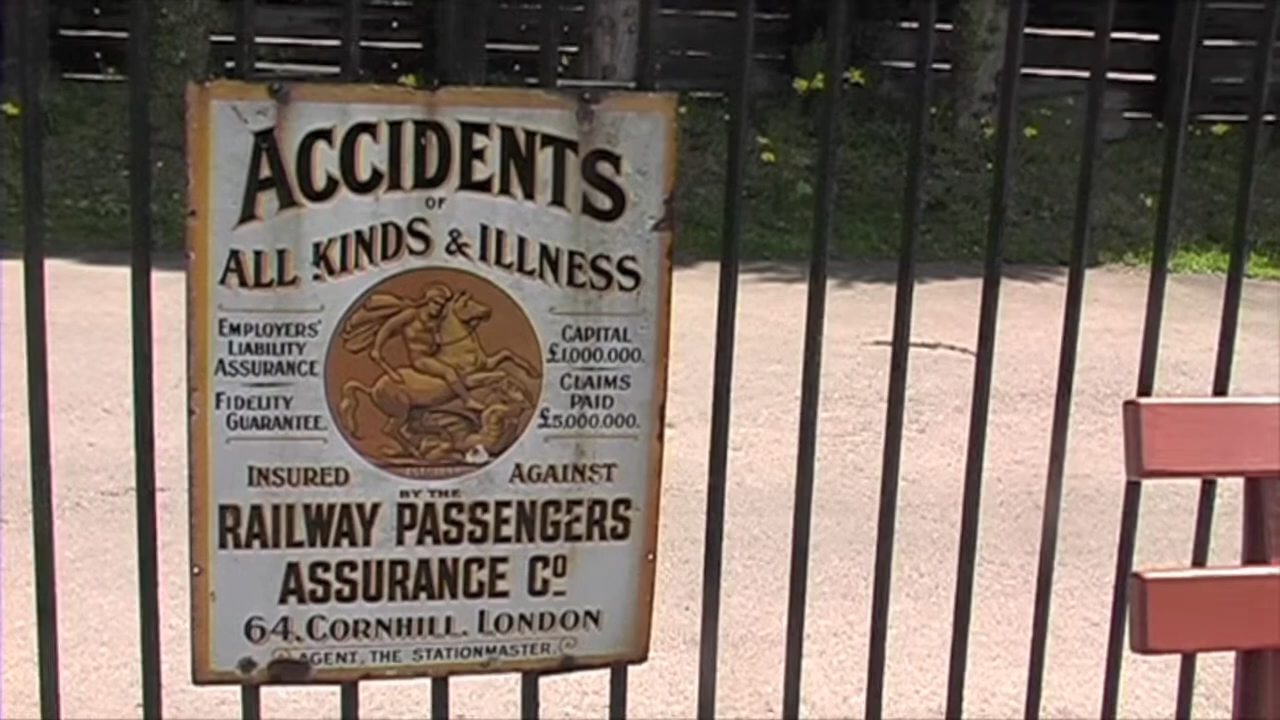 ACCIDENTS
OF
ALL KINDS & ILLNESS
EMPLOYERS'
LIABILITY
ASSURANCE
FIDELITY
GUARANTEE.
CAPITAL
£1,000,000.
CLAIMS
PAID
£5,000,000.
INSURED AGAINST
BY THE
RAILWAY PASSENGERS
ASSURANCE Cº
64, CORNHILL. LONDON
AGENT, THE STATIONMASTER.